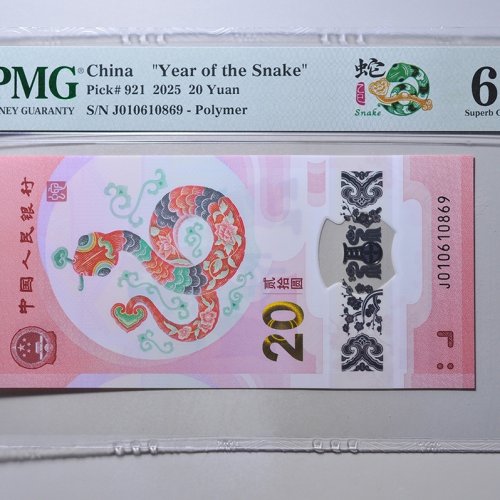 PMG China "Year of the Snake"
NEY GUARANTY Pick# 921 2025 20 Yuan
S/N J010610869 - Polymer
蛇
Snake
6
Superb
中国人民银行
贰拾圆
20
J010610869